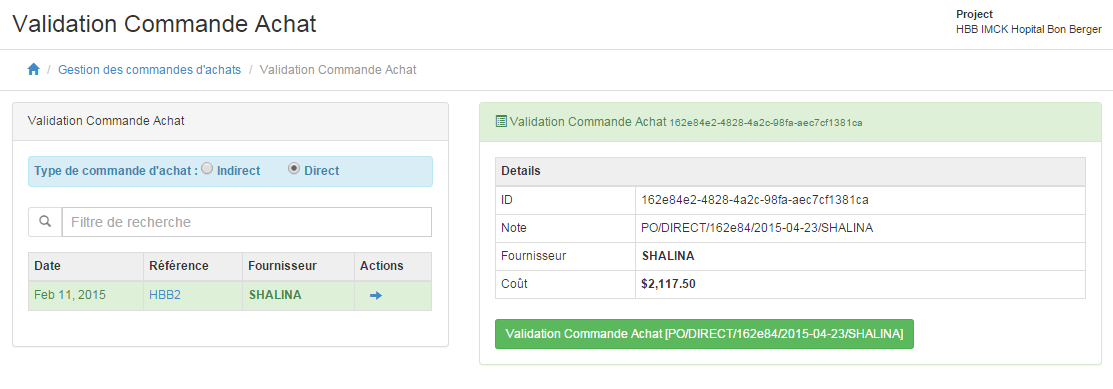 Validation Commande Achat
Project
HBB IMCK Hopital Bon Berger
/ Gestion des commandes d'achats / Validation Commande Achat
Validation Commande Achat
Type de commande d'achat : Indirect Direct
Filtre de recherche
Date Référence Fournisseur Actions
Feb 11, 2015 HBB2 SHALINA
Validation Commande Achat 162e84e2-4828-4a2c-98fa-aec7cf1381ca
Details
ID 162e84e2-4828-4a2c-98fa-aec7cf1381ca
Note PO/DIRECT/162e84/2015-04-23/SHALINA
Fournisseur SHALINA
Coût $2,117.50
Validation Commande Achat [PO/DIRECT/162e84/2015-04-23/SHALINA]